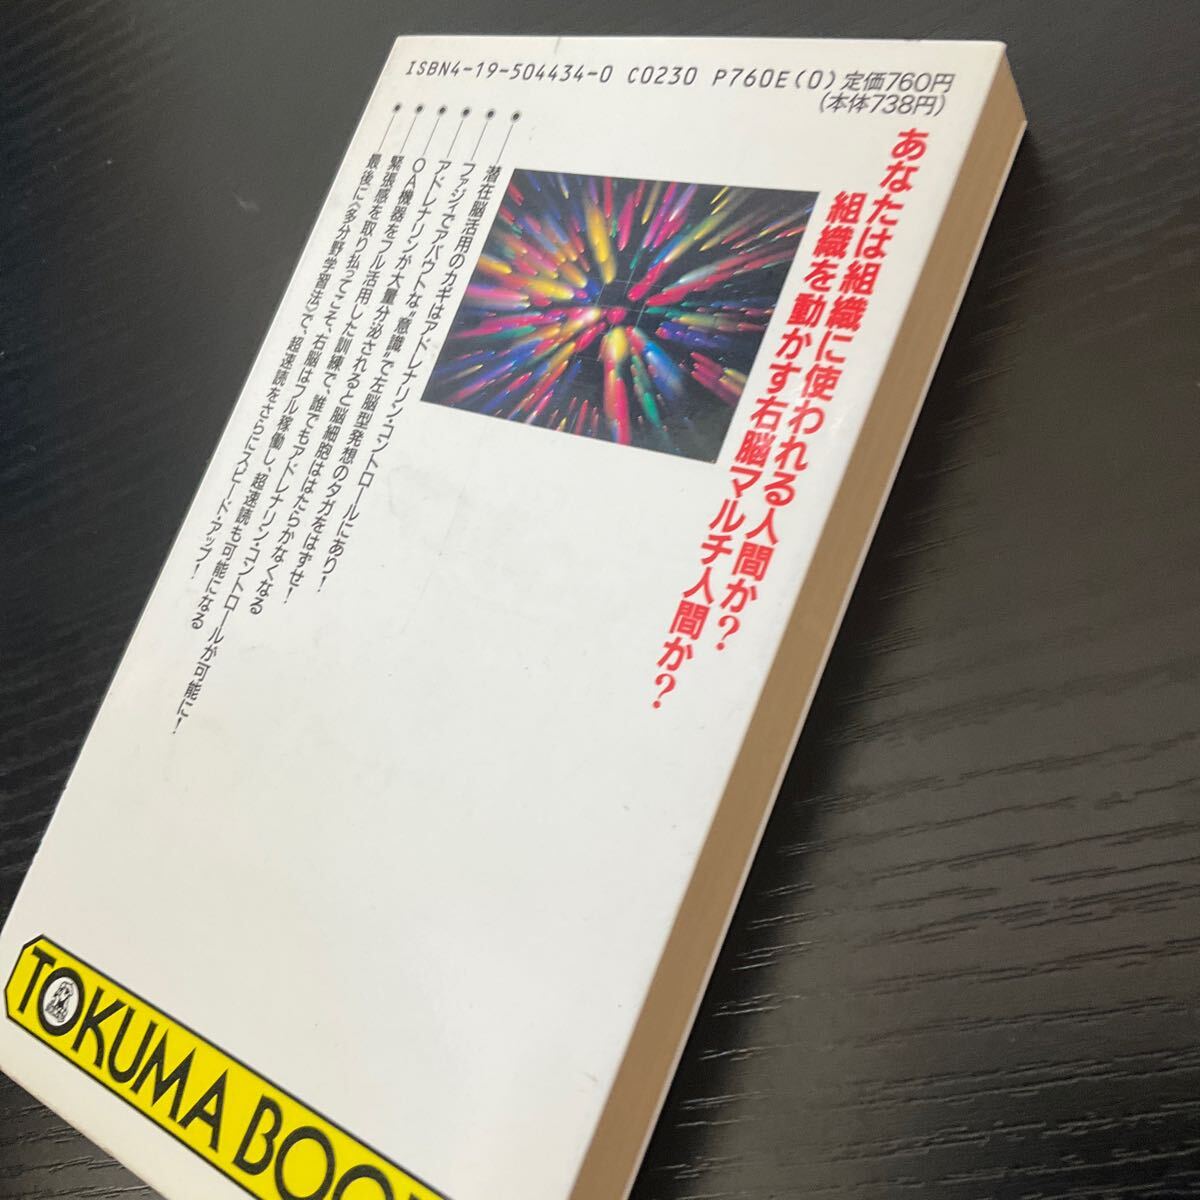 ISBN4-19-504434-0 C0230 P760E(0) 定価760円
(本体738円)
あなたは組織に使われる人間か?
組織を動かす右脳マルチ人間か?
●潜在脳活用のカギはアドレナリン・コントロールにあり!
●ファジィでアバウトな“意識”で左脳型発想のタガをはずせ!
●アドレナリンが大量分泌されると脳細胞ははたらかなくなる
●OA機器をフル活用した訓練で、誰でもアドレナリン・コントロールが可能に!
●緊張感を取り払ってこそ、右脳はフル稼働し、超速読も可能になる
●最後に《多分野学習法》で、超速読をさらにスピード・アップ!
TOKUMA BOO